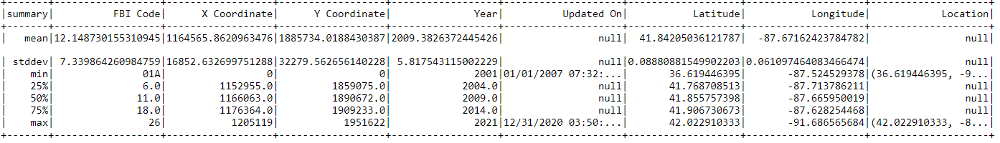 +-------+------------------+------------------+------------------+------------------+--------------------+-------------------+--------------------+--------------------+
|summary|          FBI Code|      X Coordinate|      Y Coordinate|              Year|          Updated On|           Latitude|           Longitude|            Location|
+-------+------------------+------------------+------------------+------------------+--------------------+-------------------+--------------------+--------------------+
|   mean|12.148730155310945|1164565.8620963476|1885734.0188430387|2009.3826372445426|                null|  41.84205036121787|  -87.67162423784782|                null|
| stddev| 7.339864260984759|16852.632699751288|32279.562656140228| 5.817543115002229|                null|0.08880881549902203|0.061097464083466474|                null|
|    min|               01A|                 0|                 0|              2001|01/01/2007 07:32:...|       36.619446395|       -87.524529378|(36.619446395, -9...|
|    25%|               6.0|         1152955.0|         1859075.0|            2004.0|                null|       41.768708513|       -87.713786211|                null|
|    50%|              11.0|         1166063.0|         1890672.0|            2009.0|                null|       41.855757398|       -87.665950019|                null|
|    75%|              18.0|         1176364.0|         1909233.0|            2014.0|                null|       41.906730673|       -87.628254468|                null|
|    max|                26|           1205119|           1951622|              2021|12/31/2020 03:50:...|       42.022910333|       -91.686565684|(42.022910333, -8...|
+-------+------------------+------------------+------------------+------------------+--------------------+-------------------+--------------------+--------------------+